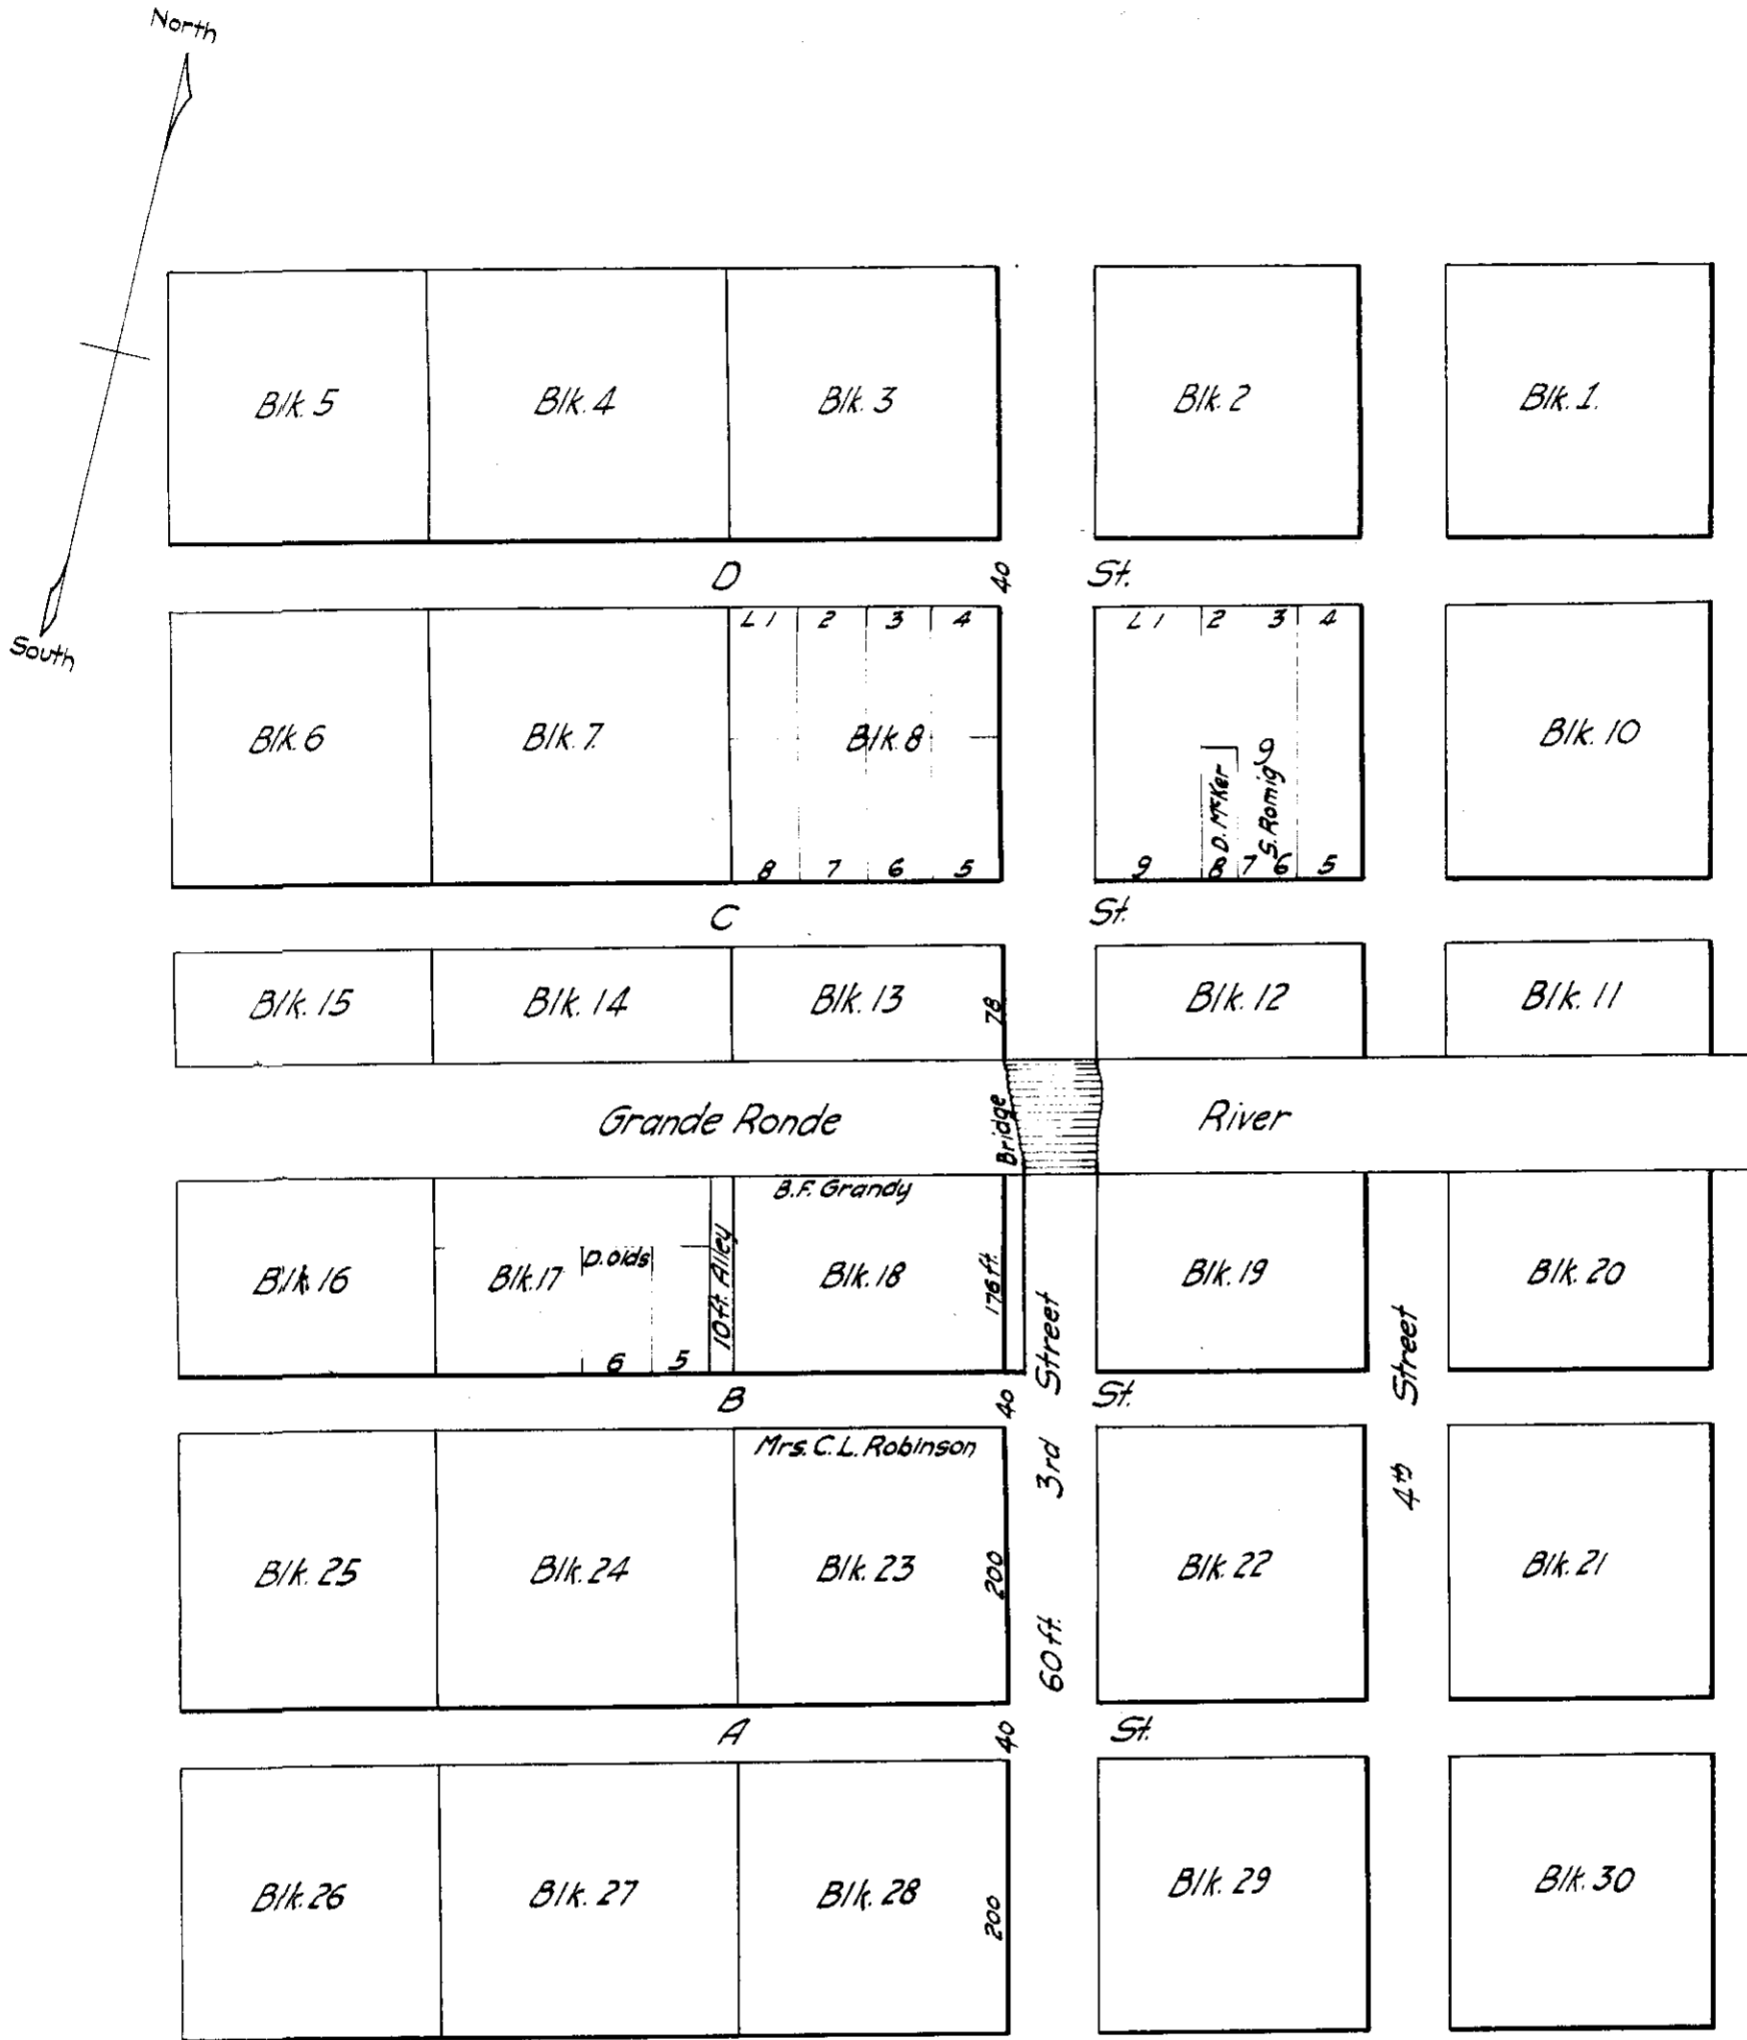 North
South
Blk. 5
Blk. 4
Blk. 3
Blk. 2
Blk. 1.
D
40
St.
L 1 2 3 4
L 1 2 3 4
Blk. 6
Blk. 7.
Blk. 8
9
D. McKer
S. Romig
Blk. 10
8 7 6 5
9 8 7 6 5
C
St.
Blk. 15
Blk. 14
Blk. 13
78
Blk. 12
Blk. 11
Grande Ronde
Bridge
River
B.F. Grandy
Blk. 16
Blk. 17
D. Olds
10 ft. Alley
Blk. 18
176 ft.
Blk. 19
Blk. 20
6 5
B
40
St.
60 ft. 3rd Street
4th Street
Mrs. C. L. Robinson
Blk. 25
Blk. 24
Blk. 23
200
Blk. 22
Blk. 21
A
40
St.
Blk. 26
Blk. 27
Blk. 28
200
Blk. 29
Blk. 30